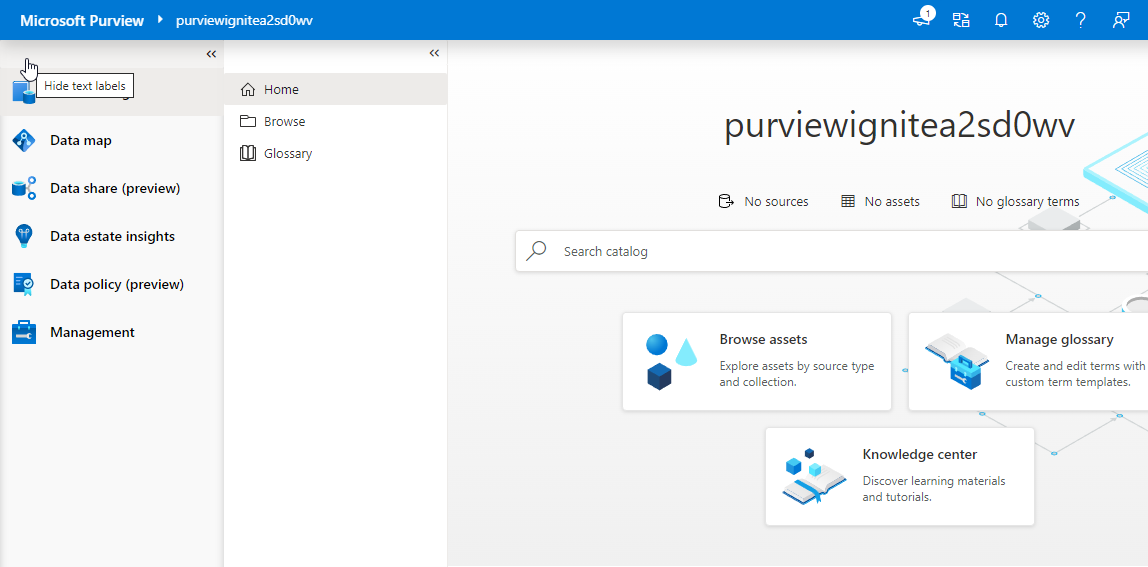 Microsoft Purview ▸ purviewignitea2sd0wv
1
Hide text labels
Data map
Data share (preview)
Data estate insights
Data policy (preview)
Management
Home
Browse
Glossary
purviewignitea2sd0wv
No sources No assets No glossary terms
Search catalog
Browse assets
Explore assets by source type
and collection.
Manage glossary
Create and edit terms with
custom term templates.
Knowledge center
Discover learning materials
and tutorials.